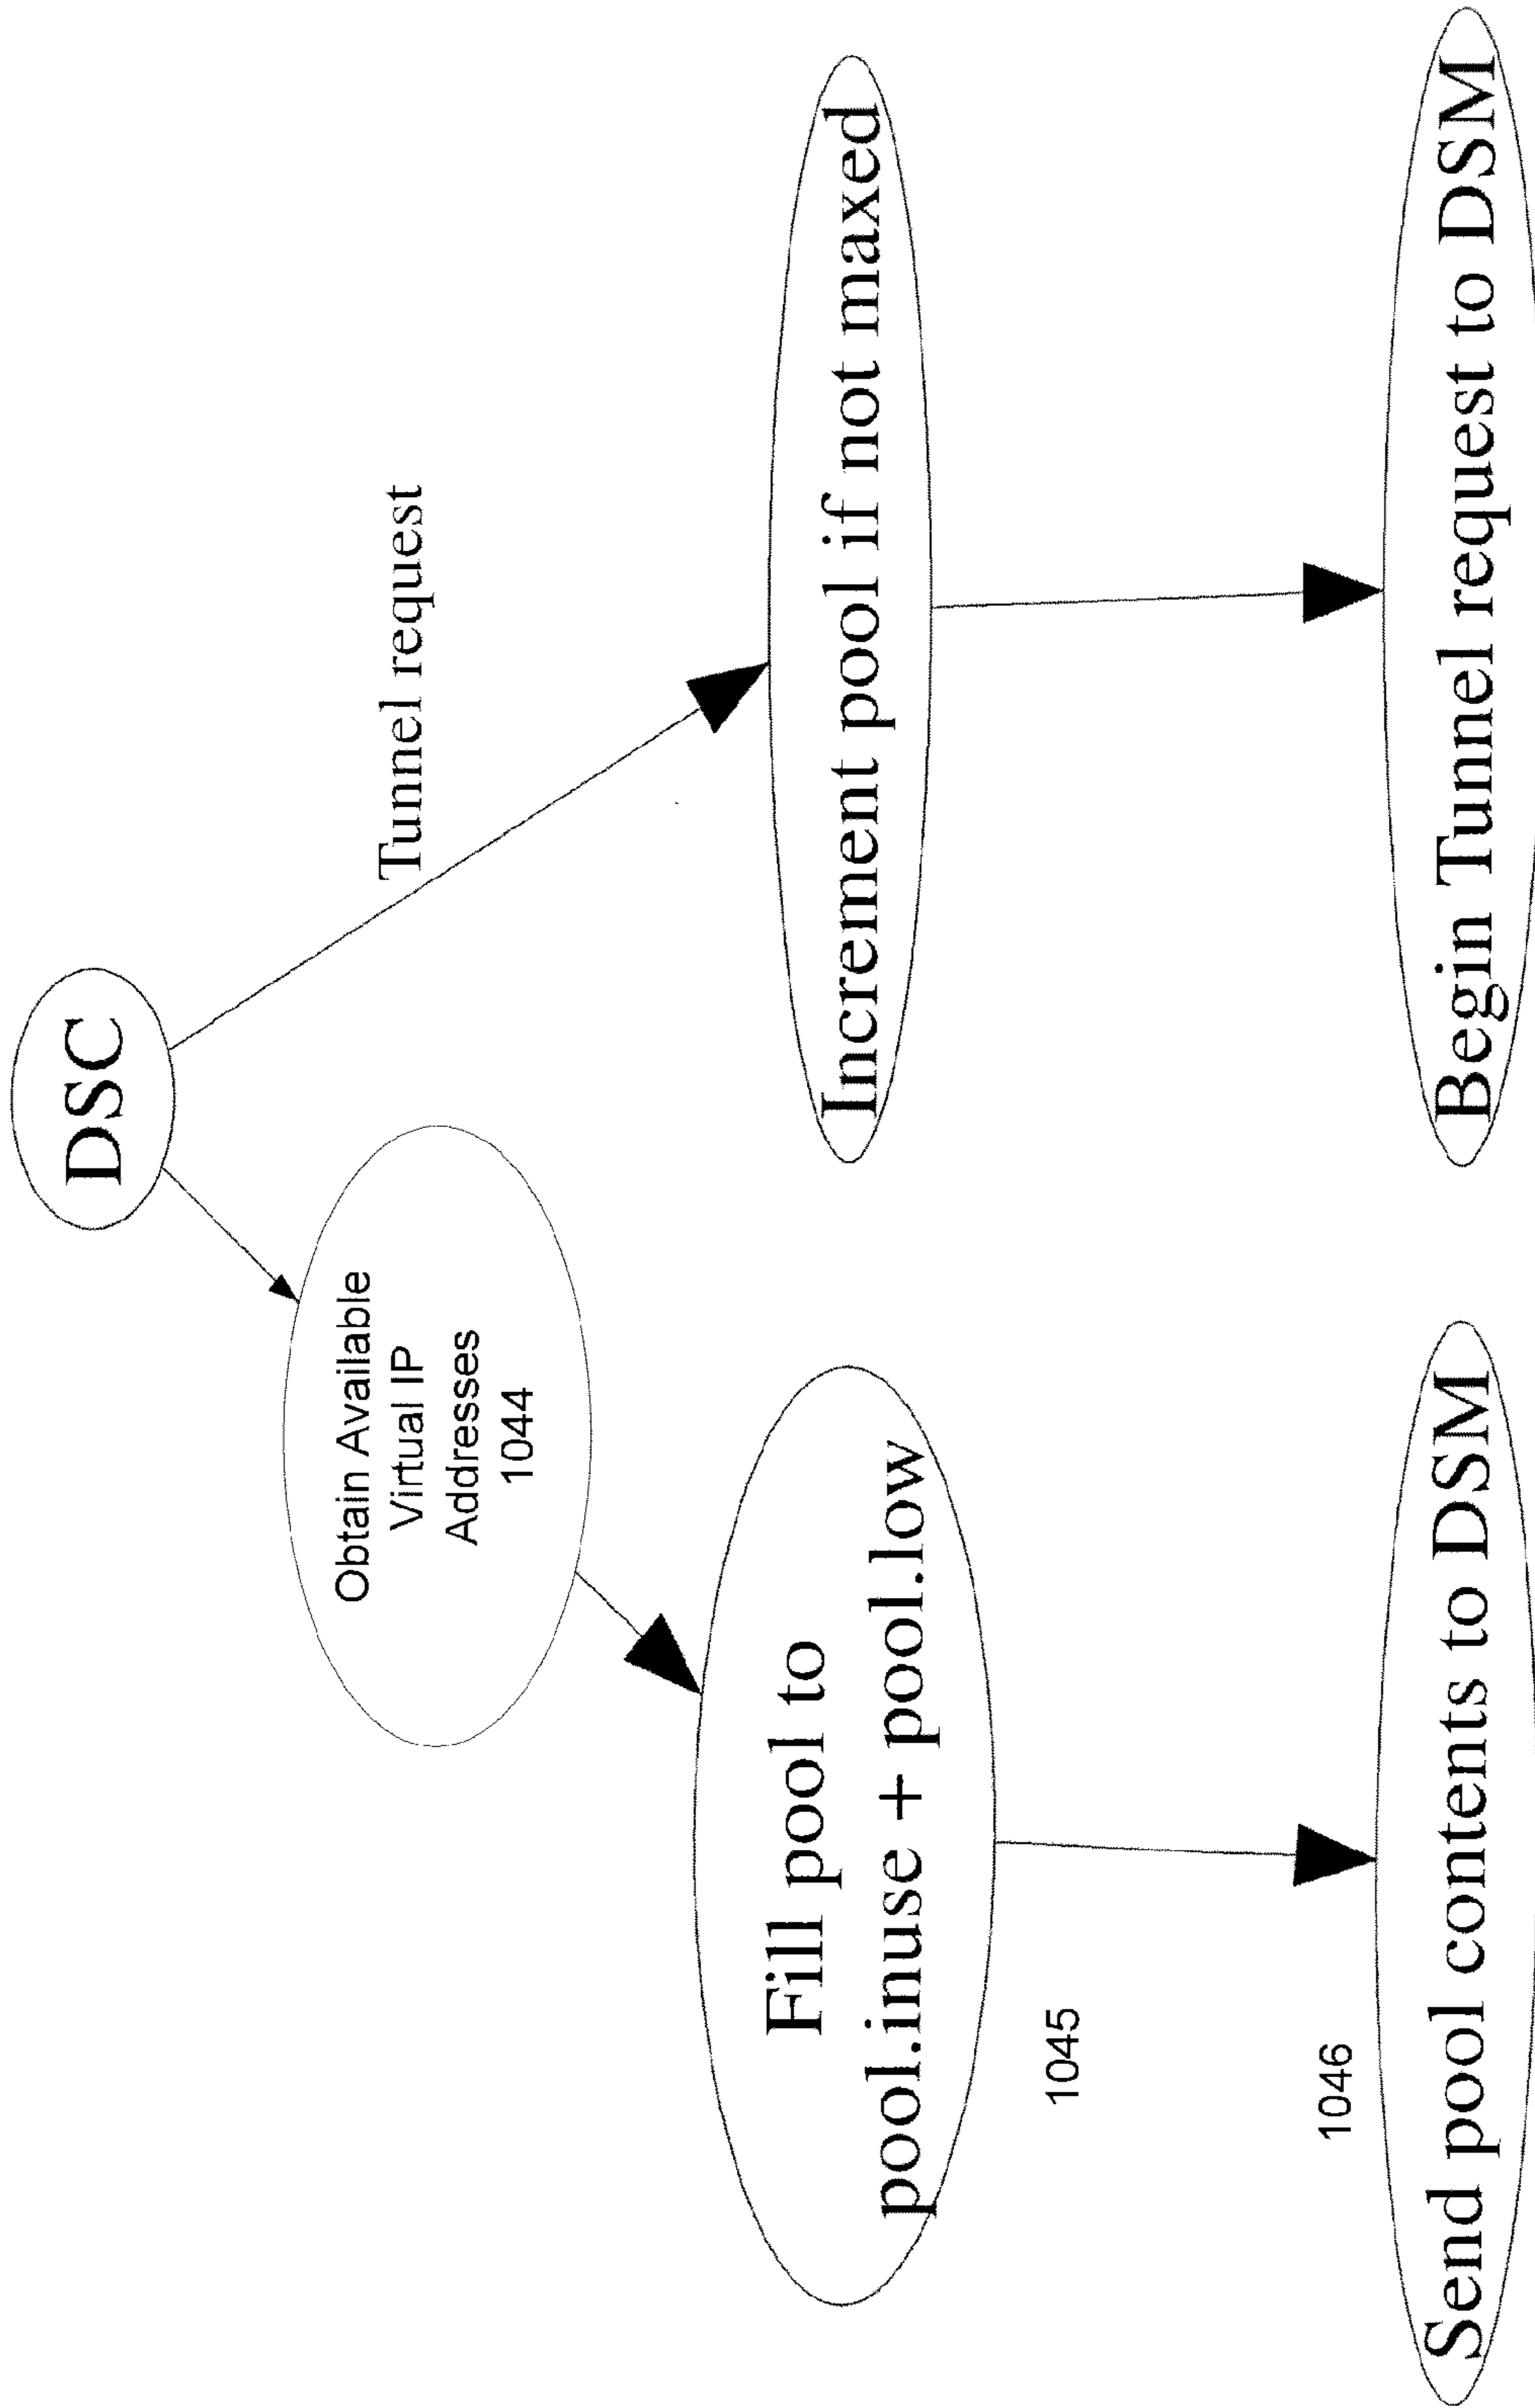 DSC
Obtain Available
Virtual IP
Addresses
1044
Tunnel request
Fill pool to
pool.inuse + pool.low
1045
Increment pool if not maxed
1046
Send pool contents to DSM
Begin Tunnel request to DSM